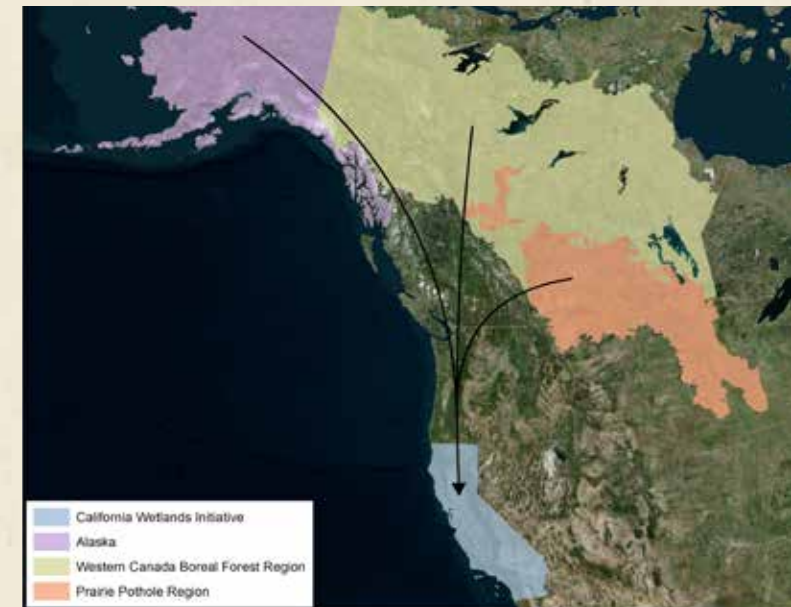 California Wetlands Initiative
Alaska
Western Canada Boreal Forest Region
Prairie Pothole Region